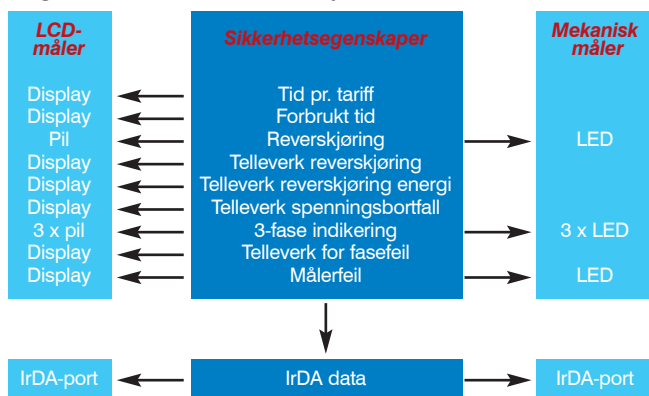 LCD-
måler
Sikkerhetsegenskaper
Mekanisk
måler
Display Tid pr. tariff
Display Forbrukt tid
Pil Reverskjøring LED
Display Telleverk reverskjøring
Display Telleverk reverskjøring energi
Display Telleverk spenningsbortfall
3 x pil 3-fase indikering 3 x LED
Display Telleverk for fasefeil
Display Målerfeil LED
IrDA-port IrDA data IrDA-port